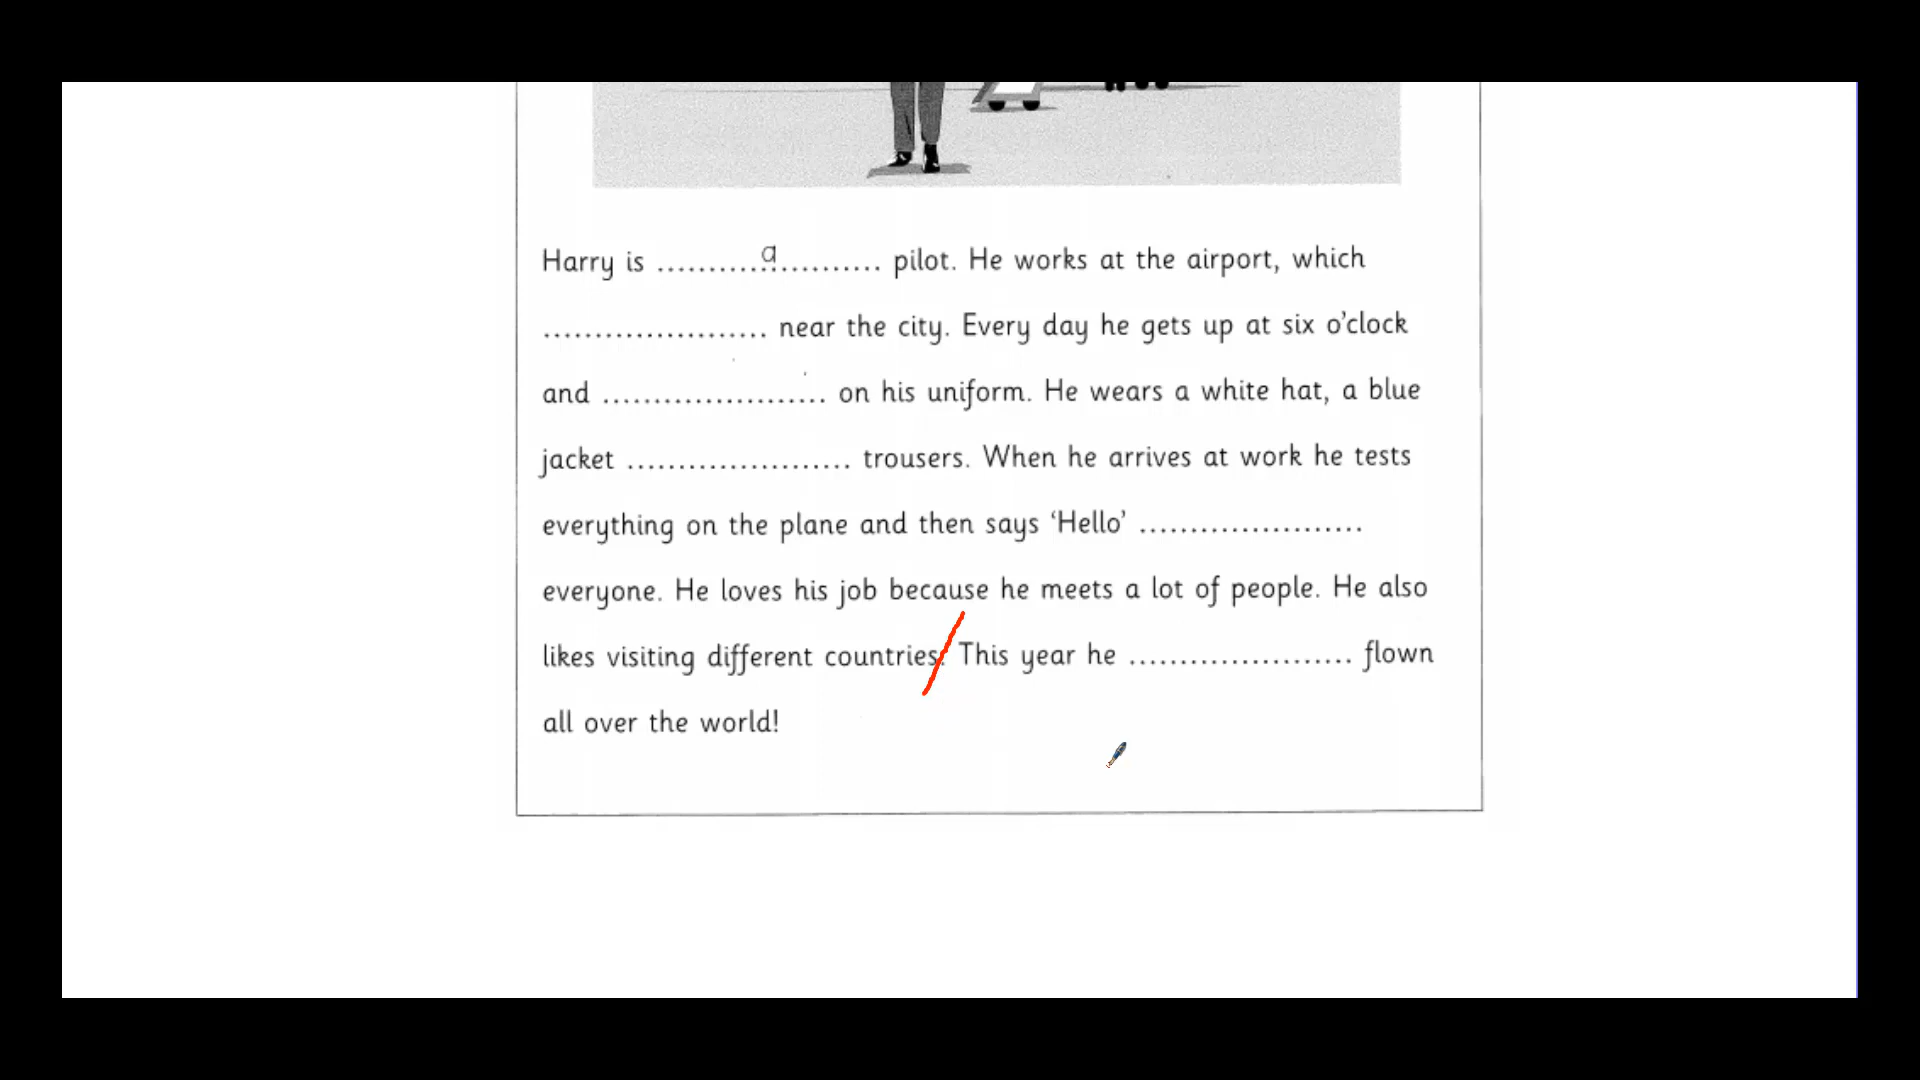 Harry is ..........a.......... pilot. He works at the airport, which
...................... near the city. Every day he gets up at six o’clock
and ...................... on his uniform. He wears a white hat, a blue
jacket ...................... trousers. When he arrives at work he tests
everything on the plane and then says ‘Hello’ ......................
everyone. He loves his job because he meets a lot of people. He also
likes visiting different countries. This year he ...................... flown
all over the world!